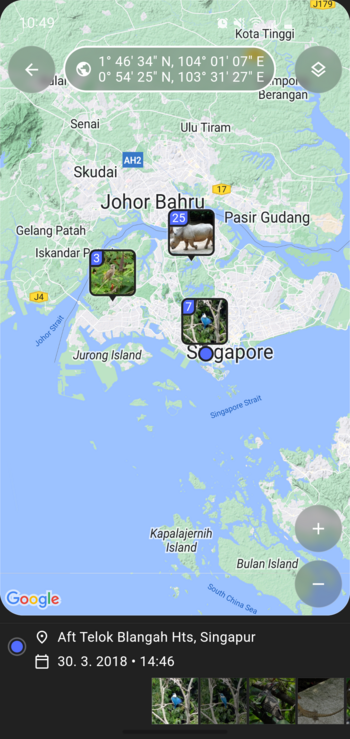 J179
10:49
Kota Tinggi
1° 46' 34" N, 104° 01' 07" E
0° 54' 25" N, 103° 31' 27" E
Berangan
Senai
Ulu Tiram
AH2
Skudai
17
Johor Bahru
25
Pasir Gudang
Gelang Patah
3
Iskandar P
J4
7
Johor Strait
Jurong Island
Singapore
Singapore Strait
Kapalajernih
Island
Bulan Island
South China Sea
Google
Aft Telok Blangah Hts, Singapur
30. 3. 2018 • 14:46